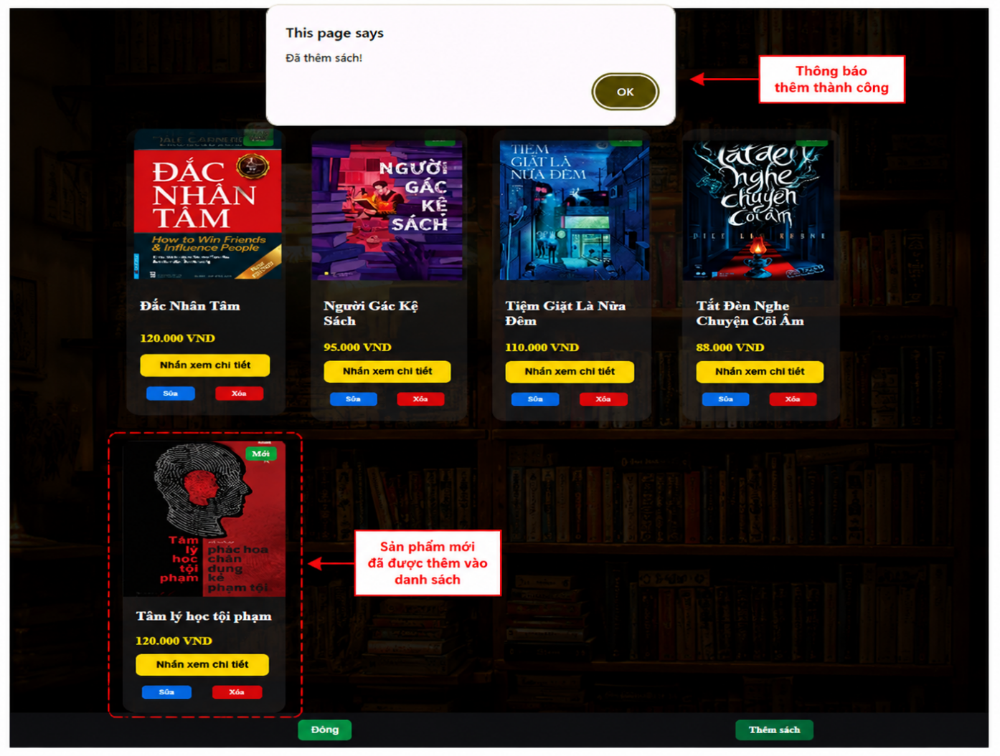 This page says
Đã thêm sách!
OK
Thông báo
thêm thành công
ĐẮC
NHÂN
TÂM
How to Win Friends
& Influence People
NGƯỜI
GÁC
KỆ
SÁCH
TIỆM
GIẶT LÀ
NỬA ĐÊM
Tắt đèn
nghe
chuyện
cõi âm
Đắc Nhân Tâm
120.000 VND
Nhấn xem chi tiết
Sửa
Xóa
Người Gác Kệ
Sách
95.000 VND
Nhấn xem chi tiết
Sửa
Xóa
Tiệm Giặt Là Nửa
Đêm
110.000 VND
Nhấn xem chi tiết
Sửa
Xóa
Tắt Đèn Nghe
Chuyện Cõi Âm
88.000 VND
Nhấn xem chi tiết
Sửa
Xóa
Mới
Tâm
lý
học
tội
phạm
phác họa
chân
dung
kẻ
phạm tội
Sản phẩm mới
đã được thêm vào
danh sách
Tâm lý học tội phạm
120.000 VND
Nhấn xem chi tiết
Sửa
Xóa
Đóng
Thêm sách